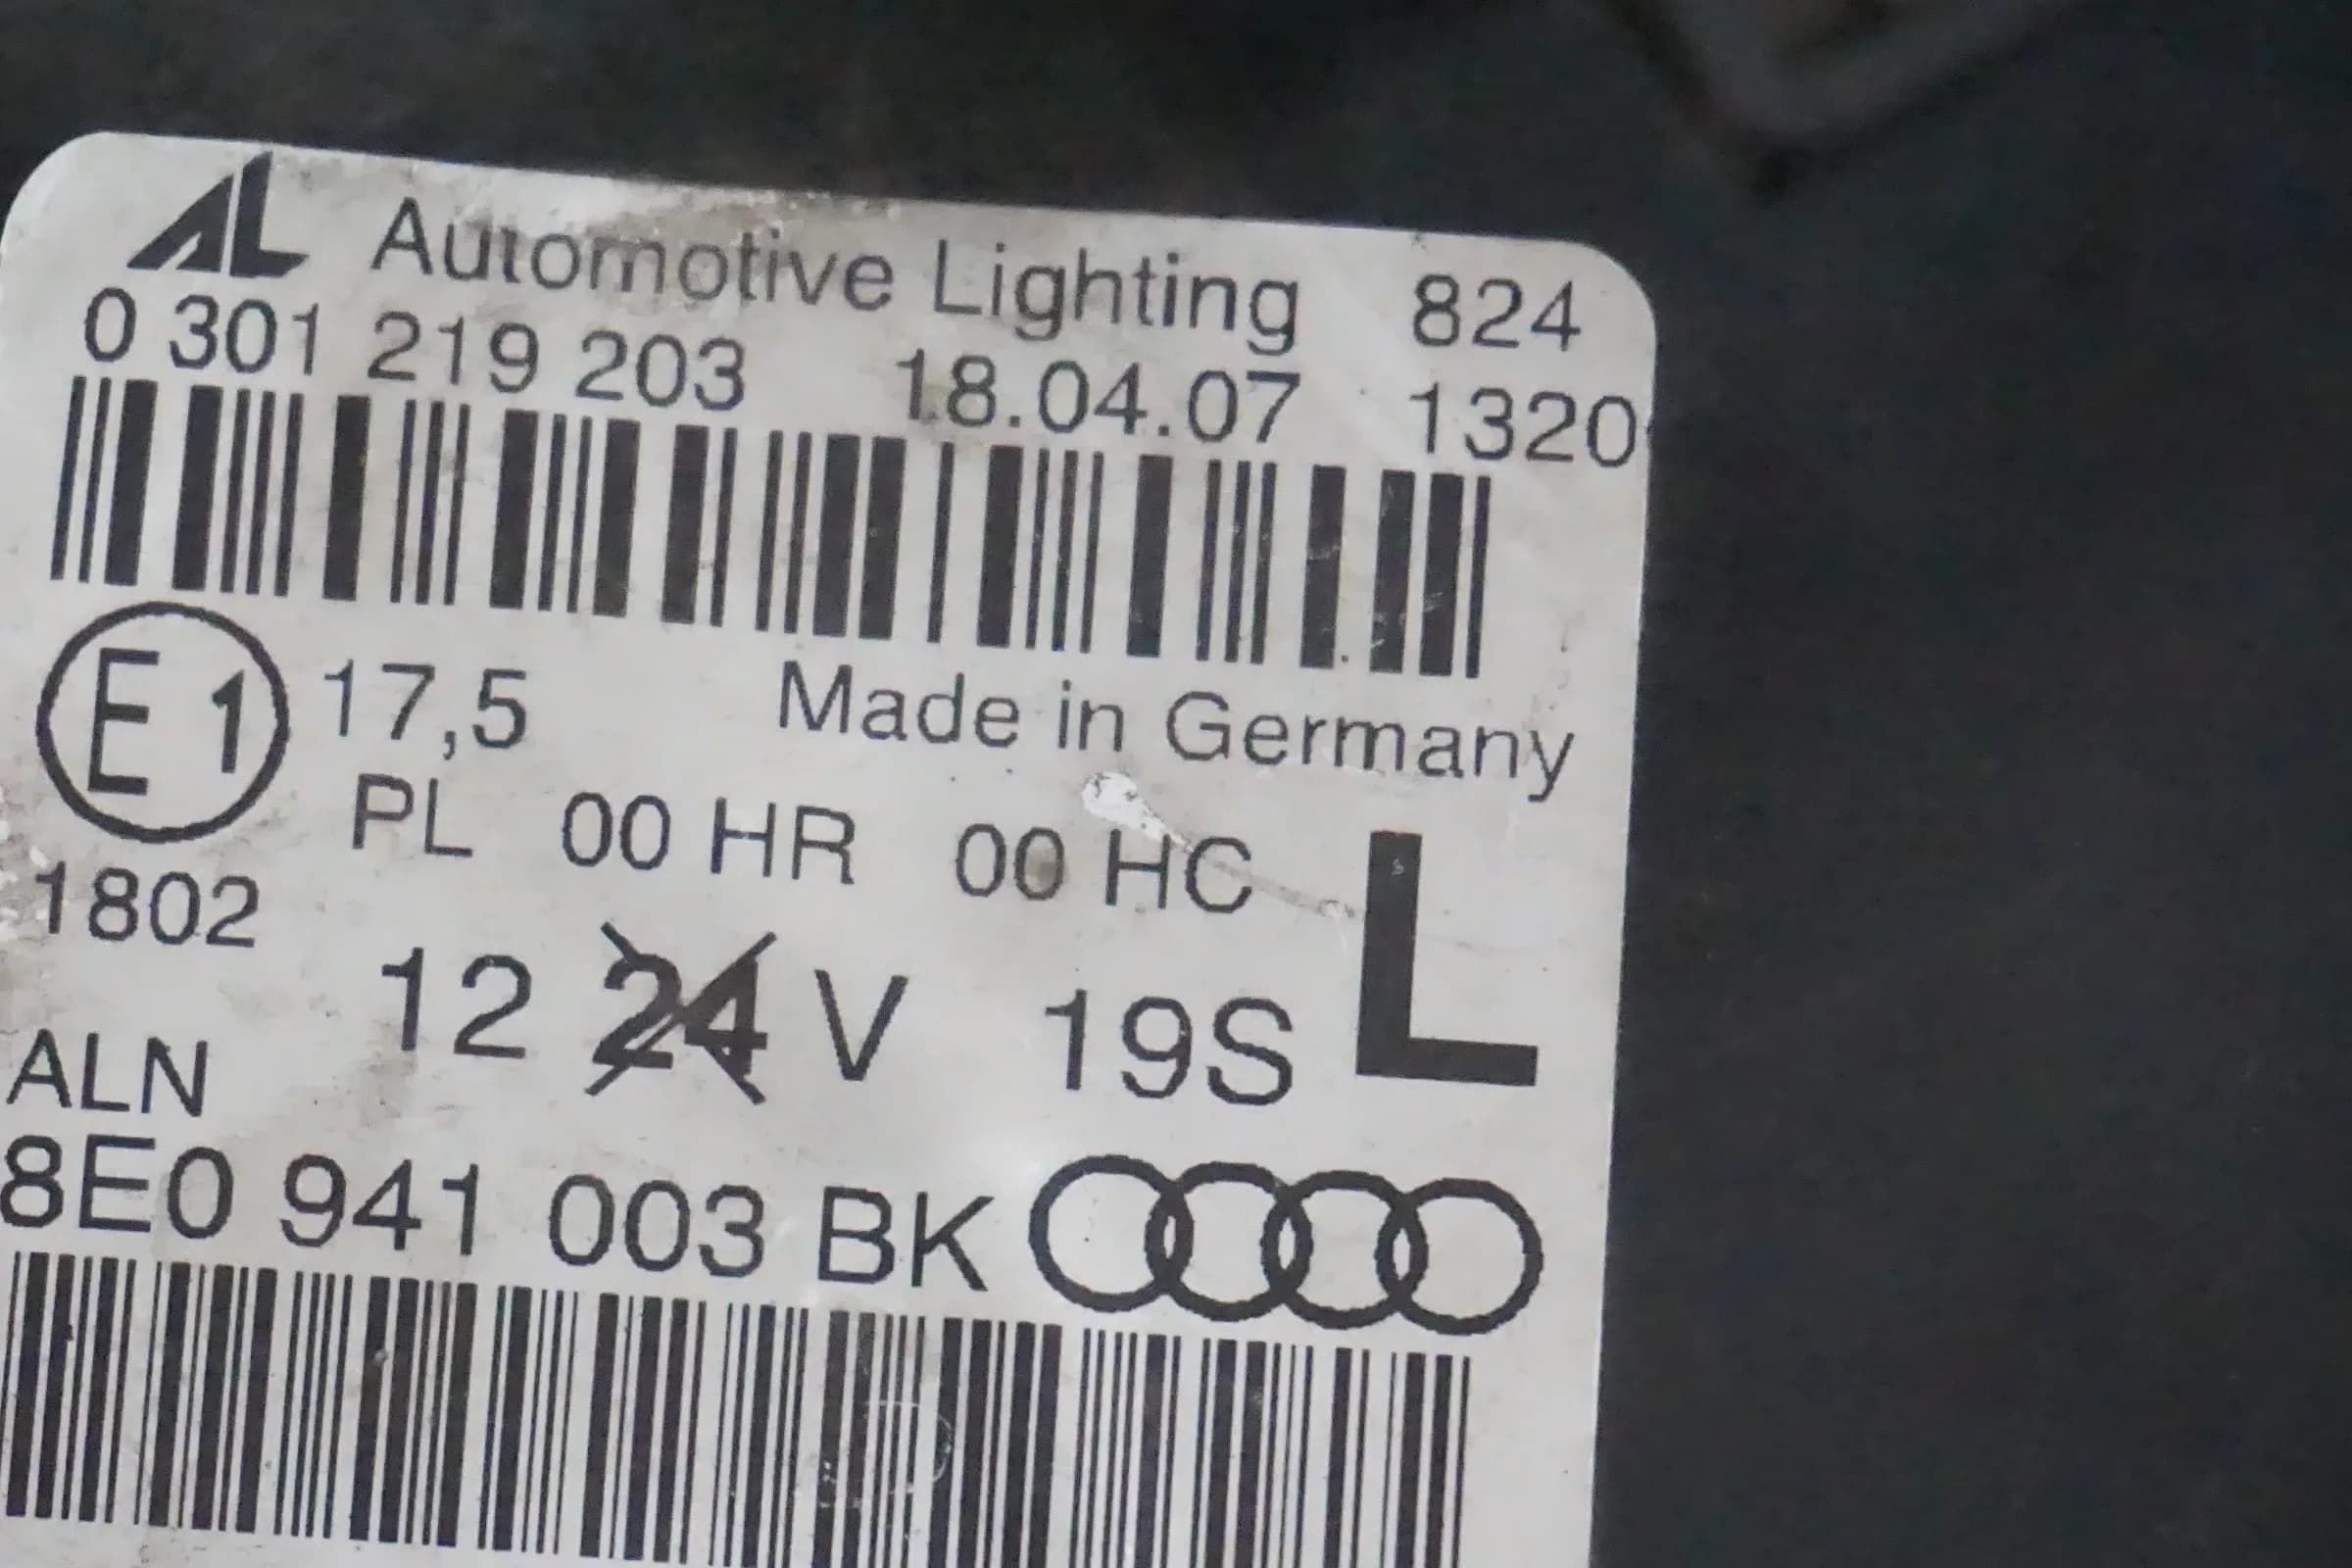 AL Automotive Lighting 824
0 301 219 203 18.04.07 1320
E1 17,5 Made in Germany
PL 00 HR 00 HC L
1802
12 24 V 19S
ALN
8E0 941 003 BK